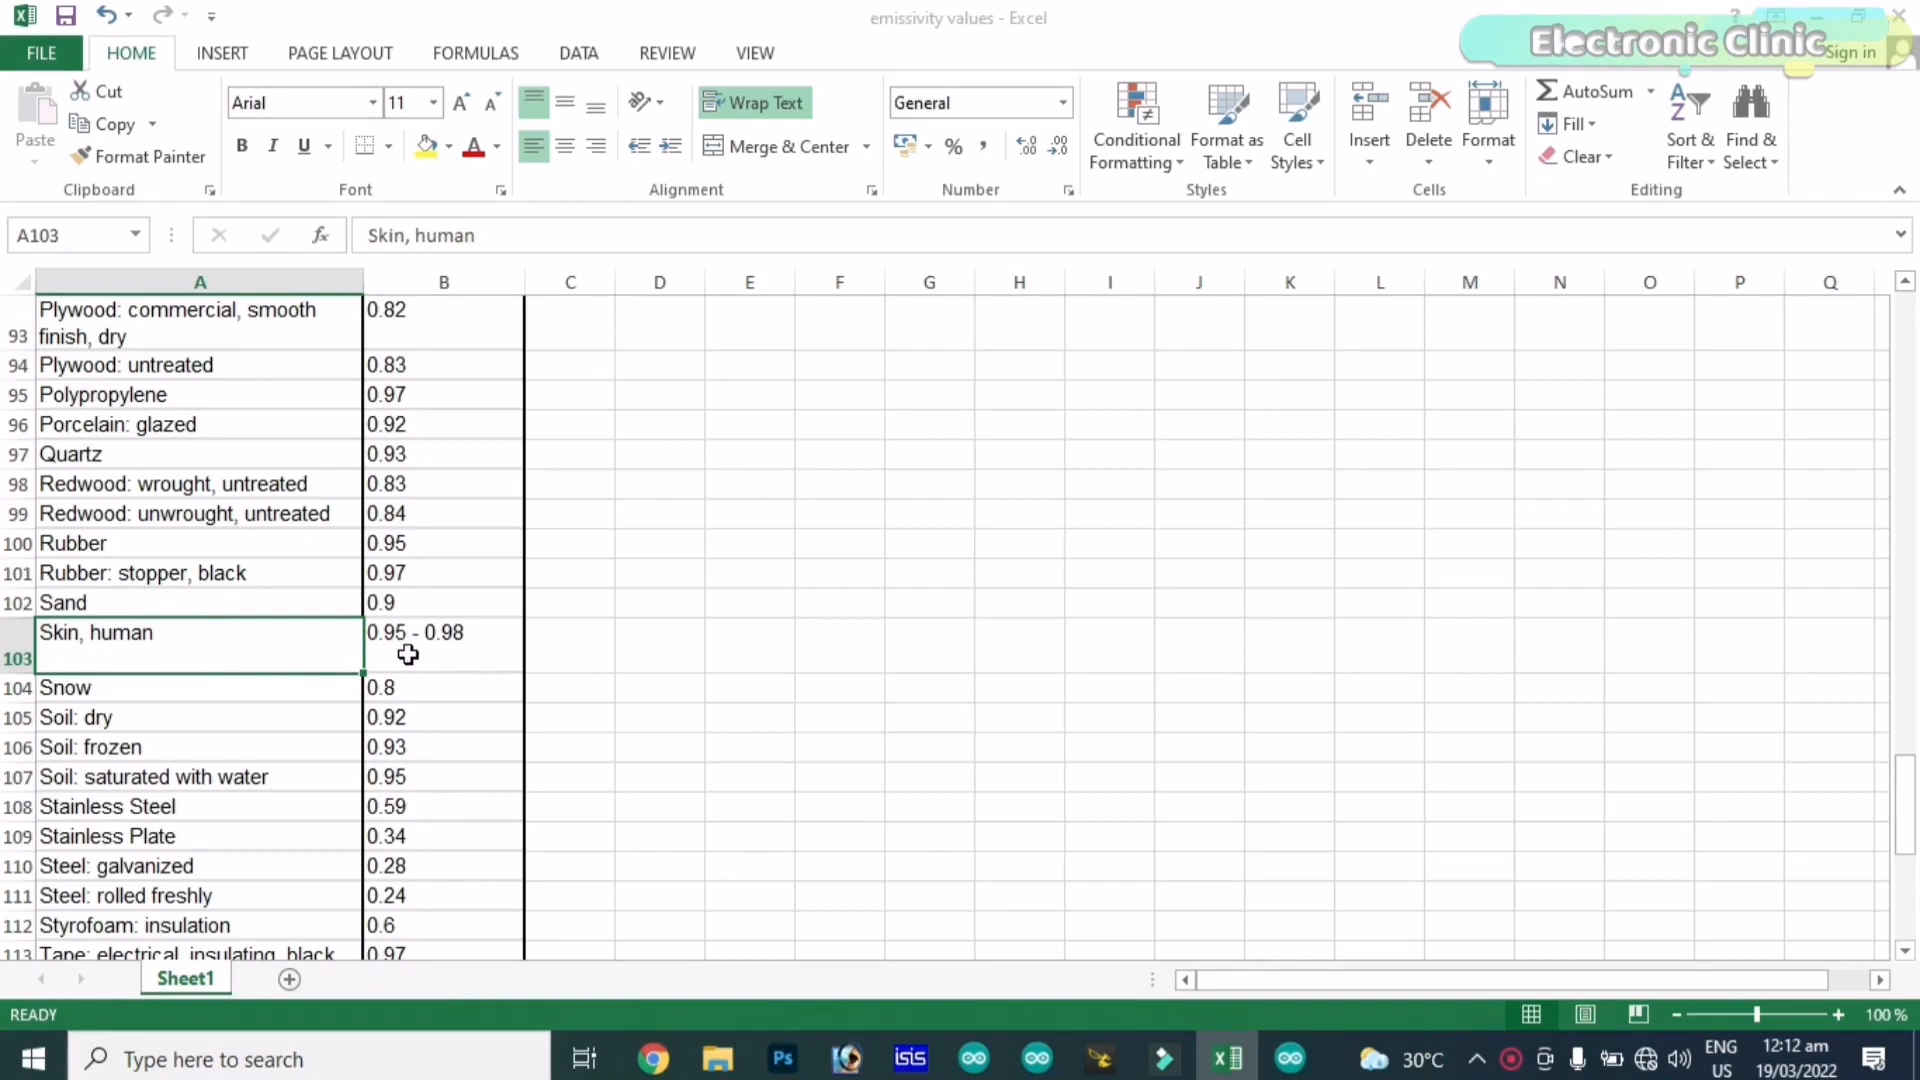 emissivity values - Excel
?
Electronic Clinic
Sign in
FILE HOME INSERT PAGE LAYOUT FORMULAS DATA REVIEW VIEW
Paste
Cut
Copy
Format Painter
Clipboard
Arial 11
B I U
Font
Wrap Text
Merge & Center
Alignment
General
%
Number
Conditional Formatting
Format as Table
Cell Styles
Styles
Insert Delete Format
Cells
AutoSum
Fill
Clear
Sort & Filter
Find & Select
Editing
A103
fx
Skin, human
A B C D E F G H I J K L M N O P Q
93 Plywood: commercial, smooth finish, dry 0.82
94 Plywood: untreated 0.83
95 Polypropylene 0.97
96 Porcelain: glazed 0.92
97 Quartz 0.93
98 Redwood: wrought, untreated 0.83
99 Redwood: unwrought, untreated 0.84
100 Rubber 0.95
101 Rubber: stopper, black 0.97
102 Sand 0.9
103 Skin, human 0.95 - 0.98
104 Snow 0.8
105 Soil: dry 0.92
106 Soil: frozen 0.93
107 Soil: saturated with water 0.95
108 Stainless Steel 0.59
109 Stainless Plate 0.34
110 Steel: galvanized 0.28
111 Steel: rolled freshly 0.24
112 Styrofoam: insulation 0.6
113 Tape: electrical, insulating, black 0.97
Sheet1
READY
100 %
Type here to search
Ps
isis
30°C
ENG
US
12:12 am
19/03/2022